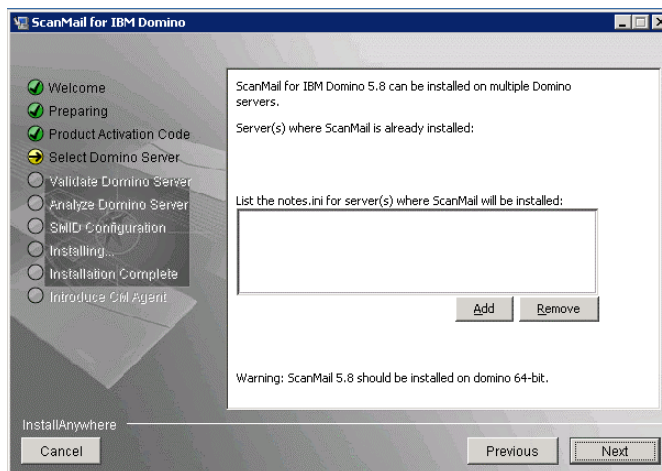 ScanMail for IBM Domino
Welcome
Preparing
Product Activation Code
Select Domino Server
Validate Domino Server
Analyze Domino Server
SMID Configuration
Installing...
Installation Complete
Introduce CM Agent
ScanMail for IBM Domino 5.8 can be installed on multiple Domino
servers.
Server(s) where ScanMail is already installed:
List the notes.ini for server(s) where ScanMail will be installed:
Add
Remove
Warning: ScanMail 5.8 should be installed on domino 64-bit.
InstallAnywhere
Cancel
Previous
Next